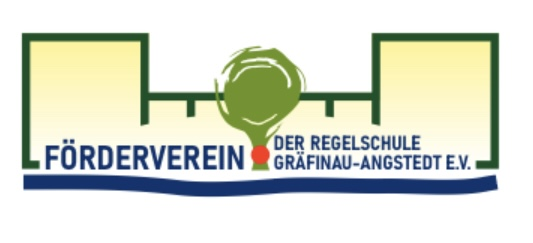 FÖRDERVEREIN
DER REGELSCHULE
GRÄFINAU-ANGSTEDT E.V.